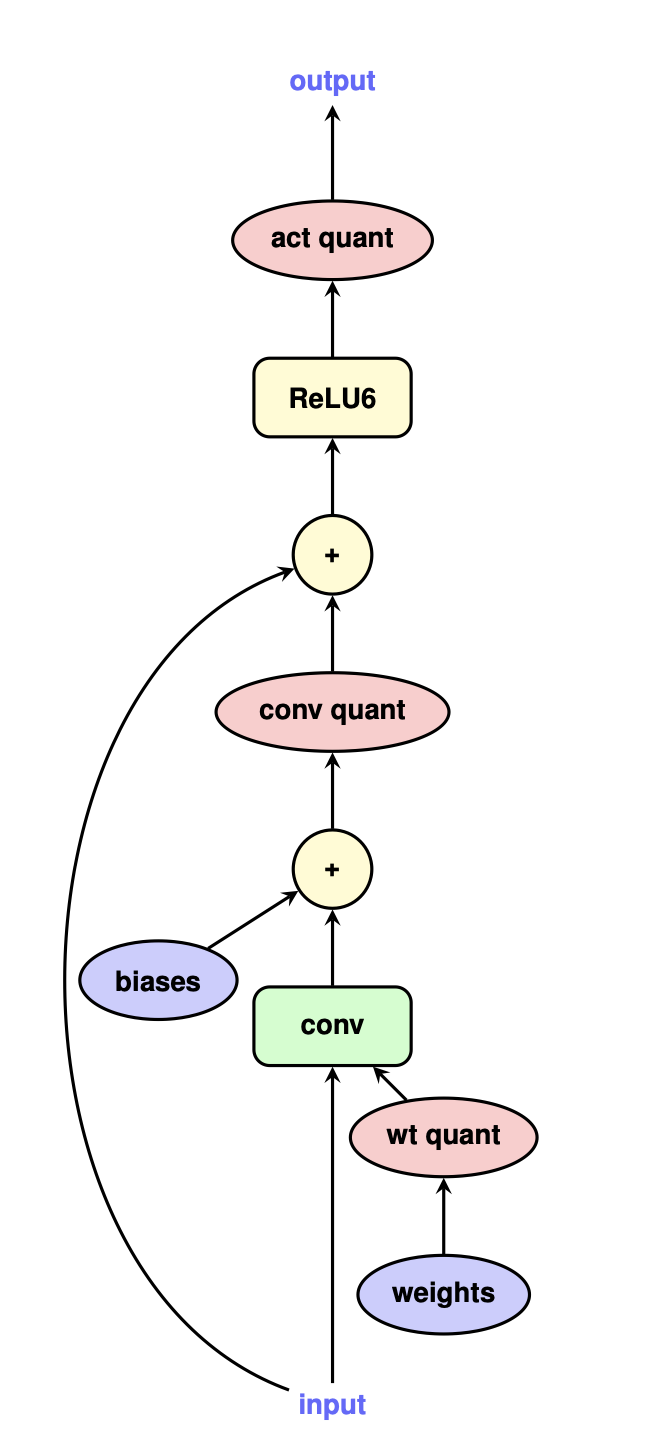 output
act quant
ReLU6
+
conv quant
+
biases
conv
wt quant
weights
input